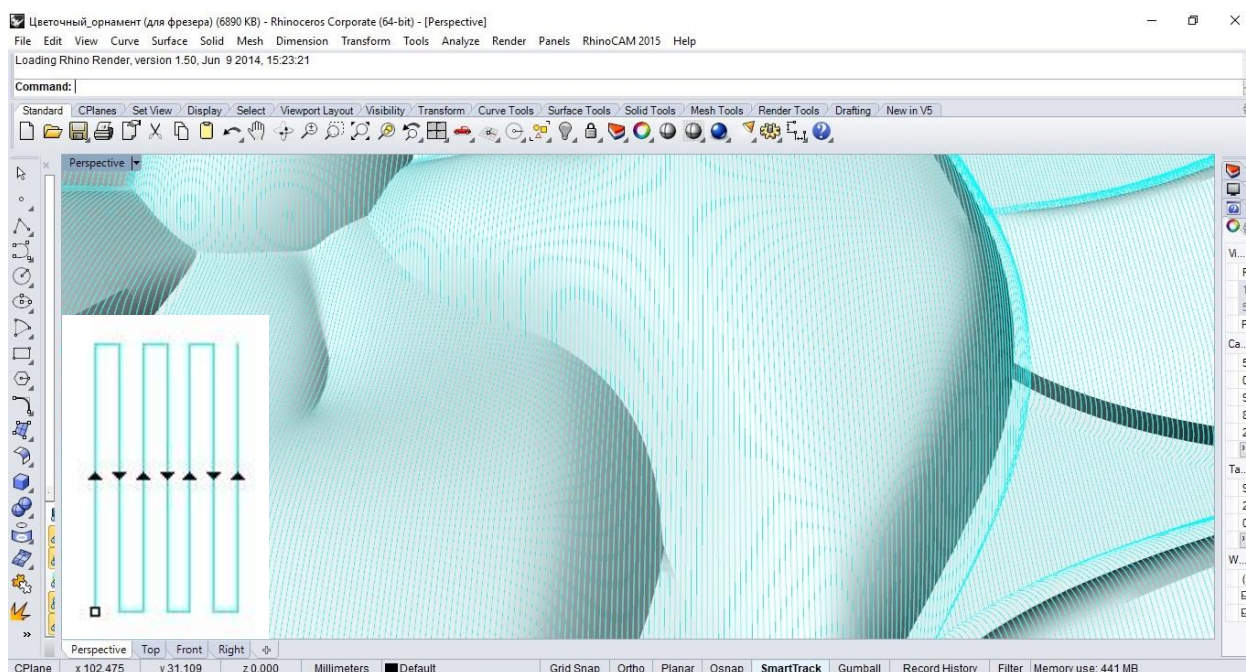 Цветочный_орнамент (для фрезера) (6890 KB) - Rhinoceros Corporate (64-bit) - [Perspective]
File Edit View Curve Surface Solid Mesh Dimension Transform Tools Analyze Render Panels RhinoCAM 2015 Help
Loading Rhino Render, version 1.50, Jun 9 2014, 15:23:21
Command:
Standard CPlanes Set View Display Select Viewport Layout Visibility Transform Curve Tools Surface Tools Solid Tools Mesh Tools Render Tools Drafting New in V5
Perspective
Vi...
Ca...
Ta...
W...
Perspective Top Front Right
CPlane x 102.475 y 31.109 z 0.000 Millimeters Default Grid Snap Ortho Planar Osnap SmartTrack Gumball Record History Filter Memory use: 441 MB